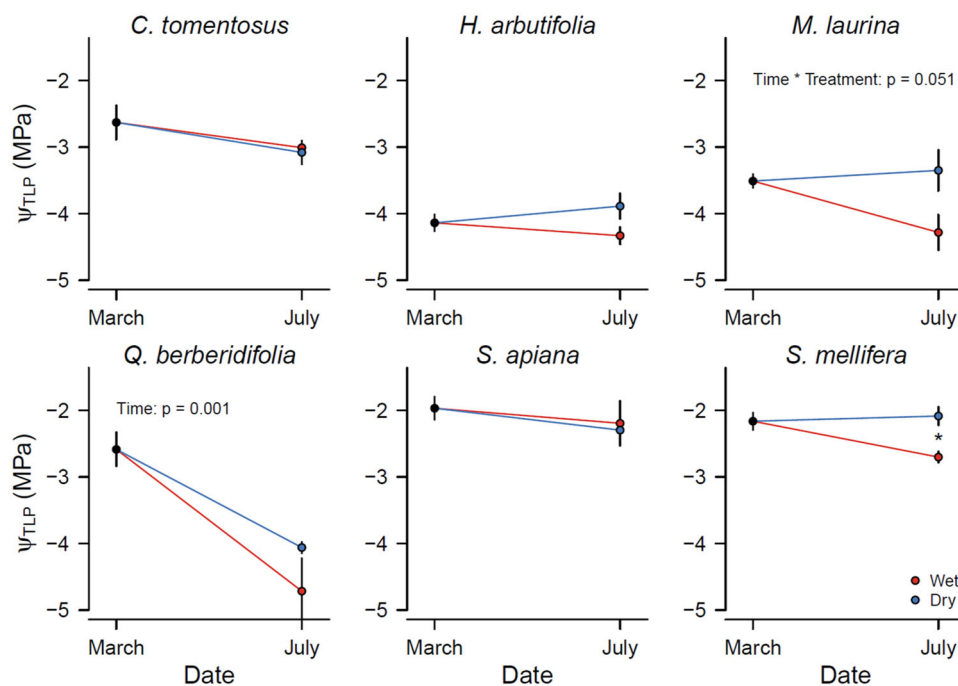 C. tomentosus
H. arbutifolia
M. laurina
ΨTLP (MPa)
−2
−3
−4
−5
March
July
−2
−3
−4
−5
March
July
Time * Treatment: p = 0.051
−2
−3
−4
−5
March
July
Q. berberidifolia
S. apiana
S. mellifera
ΨTLP (MPa)
Time: p = 0.001
−2
−3
−4
−5
March
July
Date
−2
−3
−4
−5
March
July
Date
−2
−3
−4
−5
*
Wet
Dry
March
July
Date